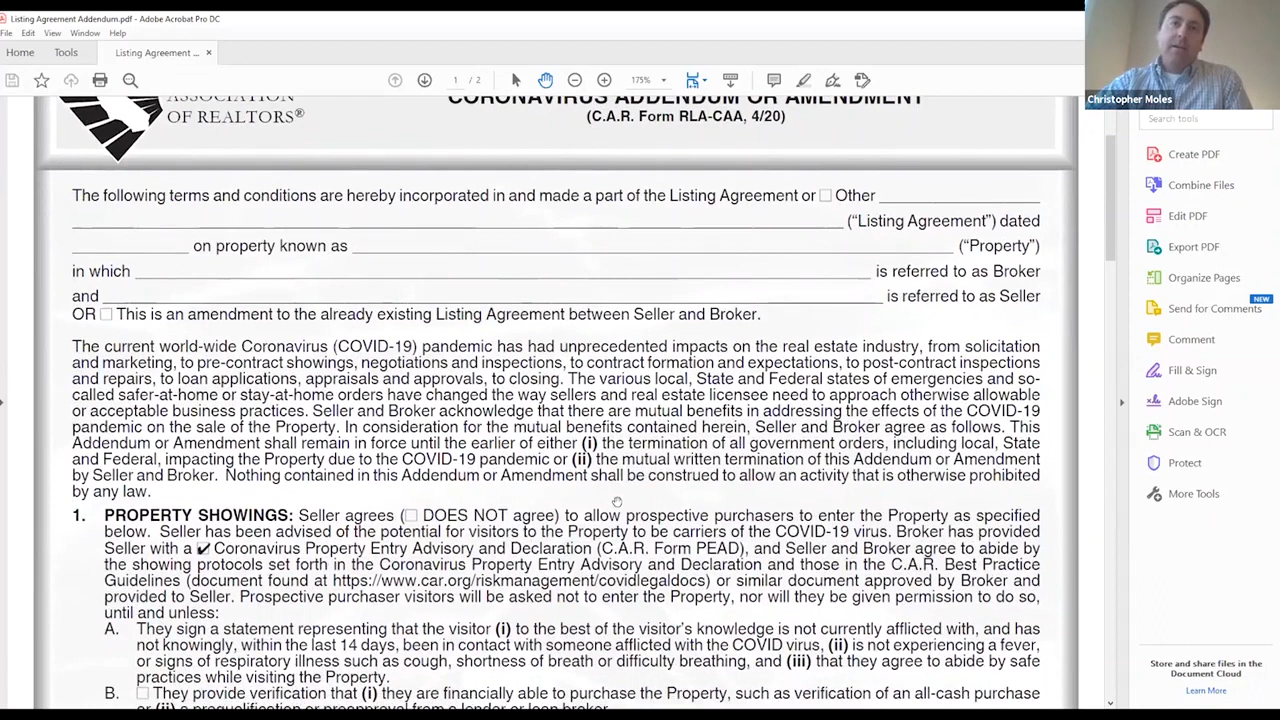 Listing Agreement Addendum.pdf - Adobe Acrobat Pro DC
File Edit View Window Help
Home Tools Listing Agreement ... ×
1 / 2 175%
Christopher Moles
Search tools
Create PDF
Combine Files
Edit PDF
Export PDF
Organize Pages
NEW
Send for Comments
Comment
Fill & Sign
Adobe Sign
Scan & OCR
Protect
More Tools
Store and share files in the
Document Cloud
Learn More
ASSOCIATION
OF REALTORS®
CORONAVIRUS ADDENDUM OR AMENDMENT
(C.A.R. Form RLA-CAA, 4/20)
The following terms and conditions are hereby incorporated in and made a part of the Listing Agreement or Other
("Listing Agreement") dated
on property known as ("Property")
in which is referred to as Broker
and is referred to as Seller
OR This is an amendment to the already existing Listing Agreement between Seller and Broker.
The current world-wide Coronavirus (COVID-19) pandemic has had unprecedented impacts on the real estate industry, from solicitation
and marketing, to pre-contract showings, negotiations and inspections, to contract formation and expectations, to post-contract inspections
and repairs, to loan applications, appraisals and approvals, to closing. The various local, State and Federal states of emergencies and so-
called safer-at-home or stay-at-home orders have changed the way sellers and real estate licensee need to approach otherwise allowable
or acceptable business practices. Seller and Broker acknowledge that there are mutual benefits in addressing the effects of the COVID-19
pandemic on the sale of the Property. In consideration for the mutual benefits contained herein, Seller and Broker agree as follows. This
Addendum or Amendment shall remain in force until the earlier of either (i) the termination of all government orders, including local, State
and Federal, impacting the Property due to the COVID-19 pandemic or (ii) the mutual written termination of this Addendum or Amendment
by Seller and Broker. Nothing contained in this Addendum or Amendment shall be construed to allow an activity that is otherwise prohibited
by any law.
1. PROPERTY SHOWINGS: Seller agrees ( DOES NOT agree) to allow prospective purchasers to enter the Property as specified
below. Seller has been advised of the potential for visitors to the Property to be carriers of the COVID-19 virus. Broker has provided
Seller with a ✔ Coronavirus Property Entry Advisory and Declaration (C.A.R. Form PEAD), and Seller and Broker agree to abide by
the showing protocols set forth in the Coronavirus Property Entry Advisory and Declaration and those in the C.A.R. Best Practice
Guidelines (document found at https://www.car.org/riskmanagement/covidlegaldocs) or similar document approved by Broker and
provided to Seller. Prospective purchaser visitors will be asked not to enter the Property, nor will they be given permission to do so,
until and unless:
A. They sign a statement representing that the visitor (i) to the best of the visitor's knowledge is not currently afflicted with, and has
not knowingly, within the last 14 days, been in contact with someone afflicted with the COVID virus, (ii) is not experiencing a fever,
or signs of respiratory illness such as cough, shortness of breath or difficulty breathing, and (iii) that they agree to abide by safe
practices while visiting the Property.
B. They provide verification that (i) they are financially able to purchase the Property, such as verification of an all-cash purchase
or (ii) a prequalification or preapproval from a lender or loan broker.